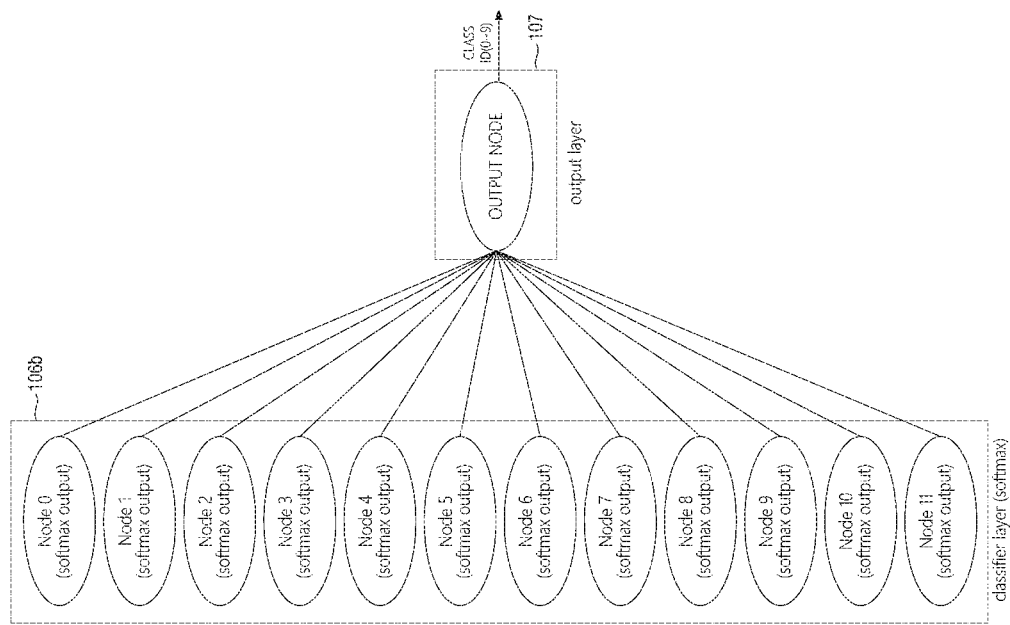 CLASS
ID(0~9)
107
OUTPUT NODE
output layer
106b
Node 0
(softmax output)
Node 1
(softmax output)
Node 2
(softmax output)
Node 3
(softmax output)
Node 4
(softmax output)
Node 5
(softmax output)
Node 6
(softmax output)
Node 7
(softmax output)
Node 8
(softmax output)
Node 9
(softmax output)
Node 10
(softmax output)
Node 11
(softmax output)
classifier layer (softmax)